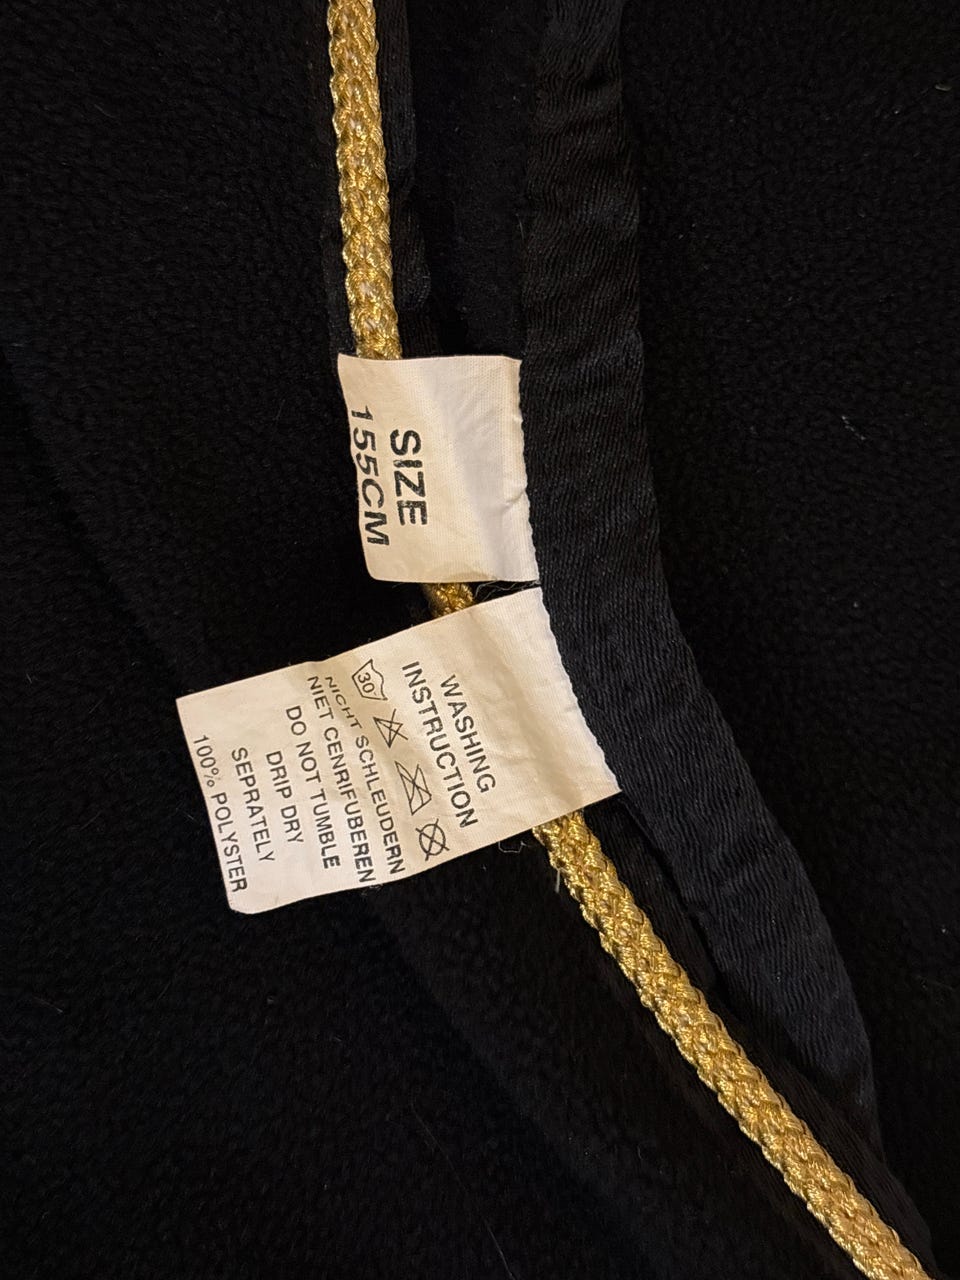 SIZE
155CM
WASHING
INSTRUCTION
30
NICHT SCHLEUDERN
NIET CENRIFUBEREN
DO NOT TUMBLE
DRIP DRY
SEPRATELY
100% POLYSTER